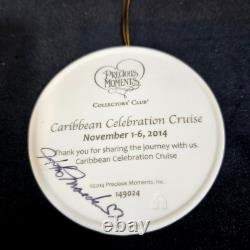 PRECIOUS
MOMENTS
COLLECTORS' CLUB
Caribbean Celebration Cruise
November 1-6, 2014
Thank you for sharing the journey with us.
Caribbean Celebration Cruise
©2014 Precious Moments, Inc.
149024